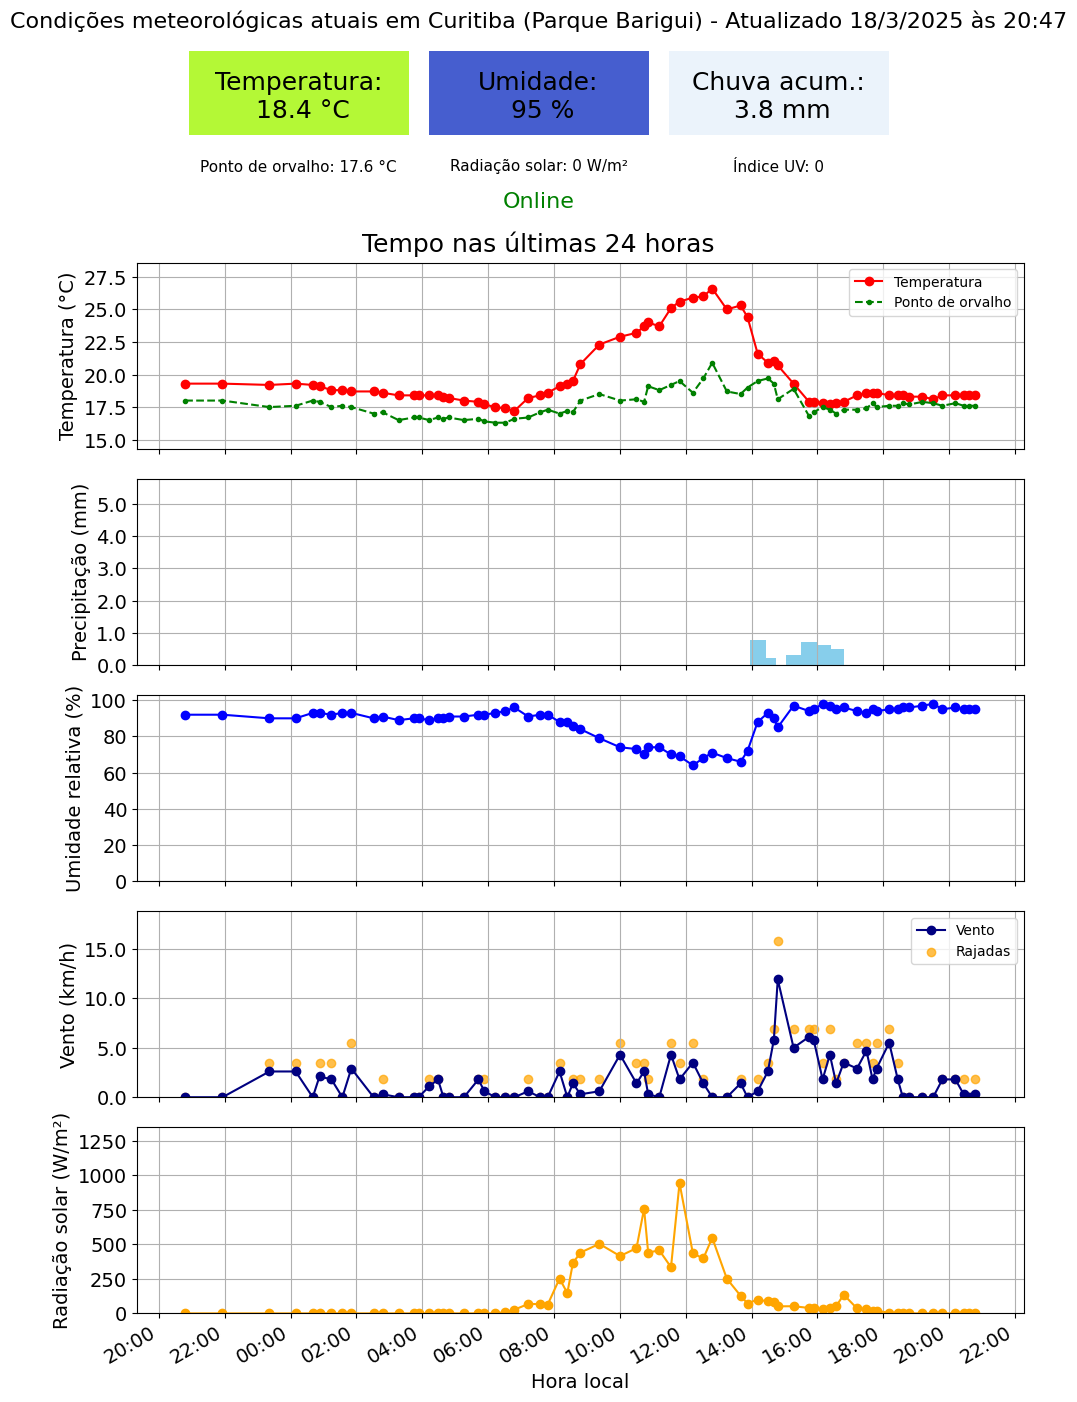 Condições meteorológicas atuais em Curitiba (Parque Barigui) - Atualizado 18/3/2025 às 20:47
Temperatura:
18.4 °C
Umidade:
95 %
Chuva acum.:
3.8 mm
Ponto de orvalho: 17.6 °C
Radiação solar: 0 W/m²
Índice UV: 0
Online
Tempo nas últimas 24 horas
Temperatura (°C)
27.5
25.0
22.5
20.0
17.5
15.0
Temperatura
Ponto de orvalho
Precipitação (mm)
5.0
4.0
3.0
2.0
1.0
0.0
Umidade relativa (%)
100
80
60
40
20
0
Vento (km/h)
15.0
10.0
5.0
0.0
Vento
Rajadas
Radiação solar (W/m²)
1250
1000
750
500
250
0
20:00
22:00
00:00
02:00
04:00
06:00
08:00
10:00
12:00
14:00
16:00
18:00
20:00
22:00
Hora local